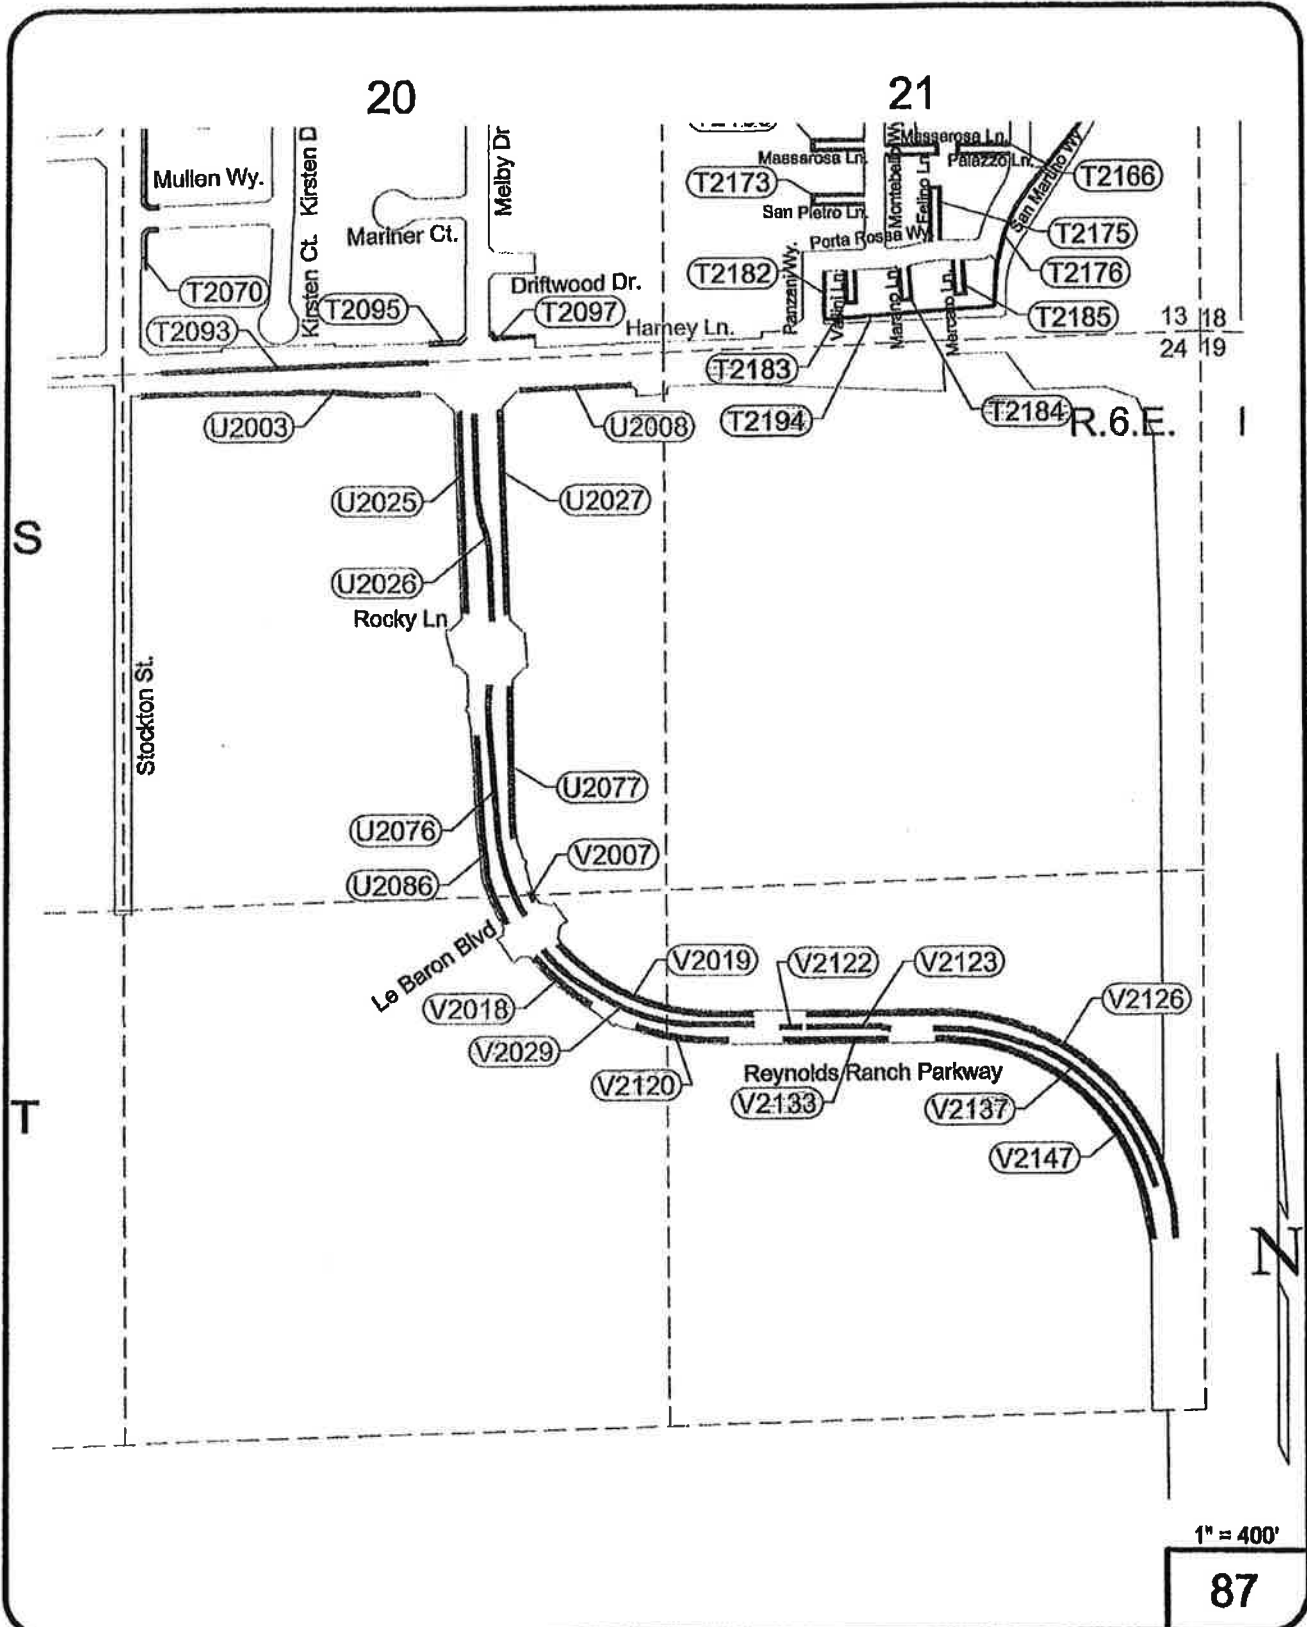 20
21
Mullen Wy.
Kirsten D
Kirsten Ct.
Mariner Ct.
Melby Dr
Driftwood Dr.
Harney Ln.
Massarosa Ln.
Massarosa Ln.
Palazzo Ln.
Montebello Wy
Felino Ln.
San Martino Wy
San Pietro Ln.
Porta Rossa Wy.
Panzani Wy.
Vallini Ln.
Marano Ln.
Mercato Ln.
T2173
T2166
T2175
T2176
T2182
T2185
T2070
T2095
T2097
T2093
T2183
T2194
T2184
13 18
24 19
R.6.E.
U2003
U2008
U2025
U2027
S
U2026
Rocky Ln
Stockton St.
U2077
U2076
V2007
U2086
Le Baron Blvd
V2019
V2122
V2123
V2018
V2126
V2029
Reynolds Ranch Parkway
V2120
V2133
V2137
T
V2147
N
1" = 400'
87